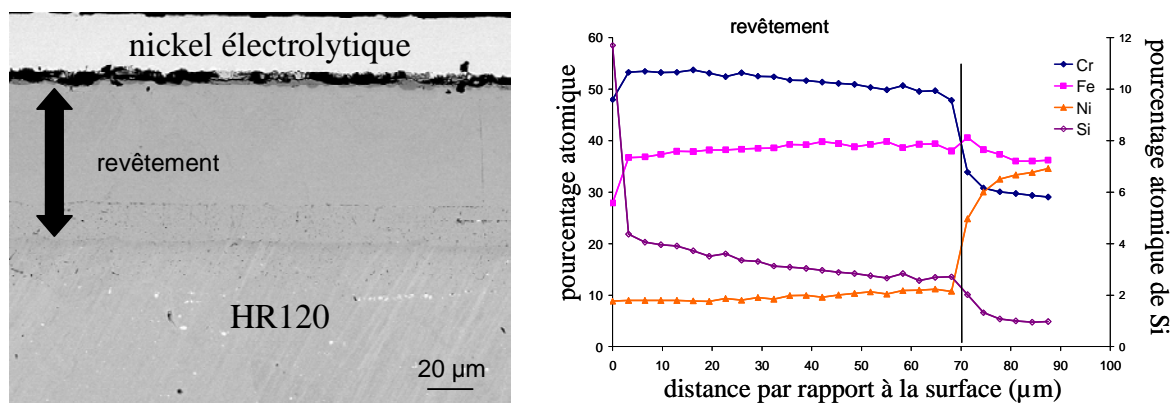 nickel électrolytique
revêtement
HR120
20 µm
revêtement
pourcentage atomique
60
50
40
30
20
10
0
12
10
8
6
4
2
0
pourcentage atomique de Si
Cr
Fe
Ni
Si
0 10 20 30 40 50 60 70 80 90 100
distance par rapport à la surface (µm)